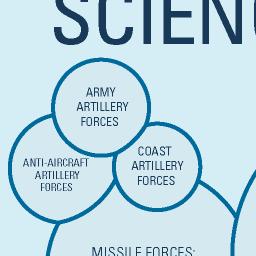 SCIEN
ARMY
ARTILLERY
FORCES
COAST
ARTILLERY
FORCES
ANTI-AIRCRAFT
ARTILLERY
FORCES
MISSILE FORCES: